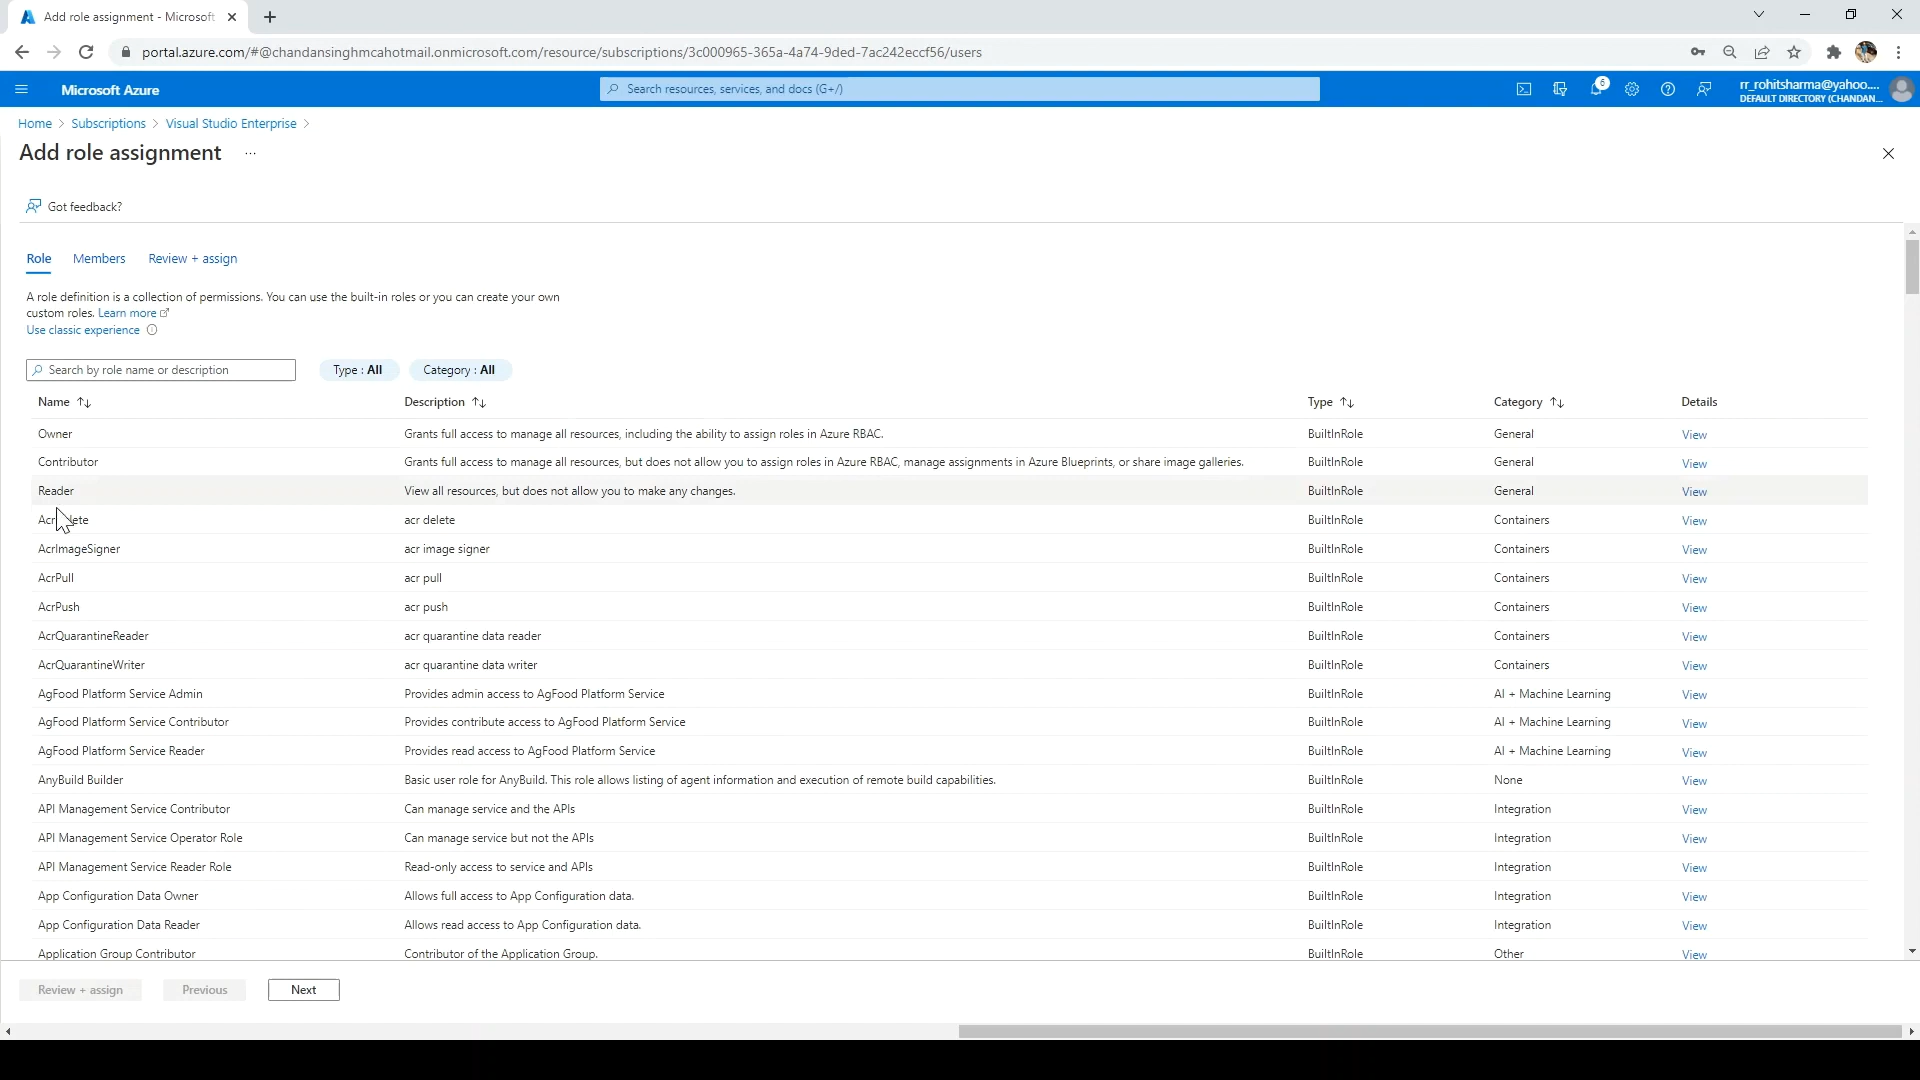 Add role assignment - Microsoft
portal.azure.com/#@chandansinghmcahotmail.onmicrosoft.com/resource/subscriptions/3c000965-365a-4a74-9ded-7ac242eccf56/users
Microsoft Azure
Search resources, services, and docs (G+/)
6
rr_rohitsharma@yahoo....
DEFAULT DIRECTORY (CHANDAN...
Home > Subscriptions > Visual Studio Enterprise >
Add role assignment ...
Got feedback?
Role Members Review + assign
A role definition is a collection of permissions. You can use the built-in roles or you can create your own
custom roles. Learn more
Use classic experience
Search by role name or description Type : All Category : All
Name Description Type Category Details
Owner Grants full access to manage all resources, including the ability to assign roles in Azure RBAC. BuiltInRole General View
Contributor Grants full access to manage all resources, but does not allow you to assign roles in Azure RBAC, manage assignments in Azure Blueprints, or share image galleries. BuiltInRole General View
Reader View all resources, but does not allow you to make any changes. BuiltInRole General View
acr delete BuiltInRole Containers View
AcrImageSigner acr image signer BuiltInRole Containers View
AcrPull acr pull BuiltInRole Containers View
AcrPush acr push BuiltInRole Containers View
AcrQuarantineReader acr quarantine data reader BuiltInRole Containers View
AcrQuarantineWriter acr quarantine data writer BuiltInRole Containers View
AgFood Platform Service Admin Provides admin access to AgFood Platform Service BuiltInRole AI + Machine Learning View
AgFood Platform Service Contributor Provides contribute access to AgFood Platform Service BuiltInRole AI + Machine Learning View
AgFood Platform Service Reader Provides read access to AgFood Platform Service BuiltInRole AI + Machine Learning View
AnyBuild Builder Basic user role for AnyBuild. This role allows listing of agent information and execution of remote build capabilities. BuiltInRole None View
API Management Service Contributor Can manage service and the APIs BuiltInRole Integration View
API Management Service Operator Role Can manage service but not the APIs BuiltInRole Integration View
API Management Service Reader Role Read-only access to service and APIs BuiltInRole Integration View
App Configuration Data Owner Allows full access to App Configuration data. BuiltInRole Integration View
App Configuration Data Reader Allows read access to App Configuration data. BuiltInRole Integration View
Application Group Contributor Contributor of the Application Group. BuiltInRole Other View
Review + assign Previous Next